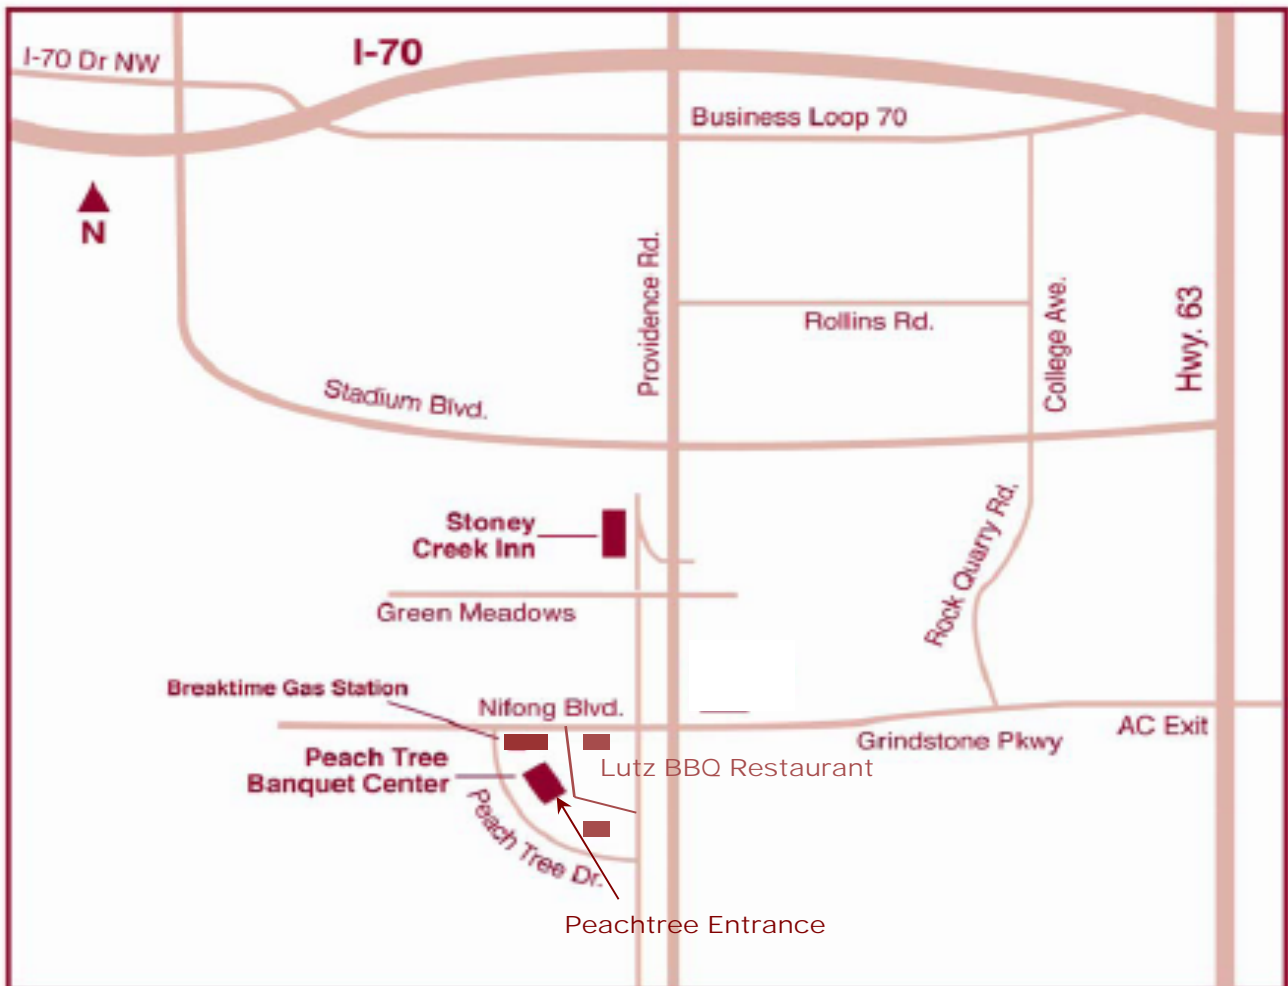 I-70
I-70 Dr NW
Business Loop 70
N
Providence Rd.
College Ave.
Hwy. 63
Rollins Rd.
Stadium Blvd.
Stoney
Creek Inn
Rock Quarry Rd.
Green Meadows
Breaktime Gas Station
Nifong Blvd.
AC Exit
Grindstone Pkwy
Peach Tree
Banquet Center
Lutz BBQ Restaurant
Peach Tree Dr.
Peachtree Entrance